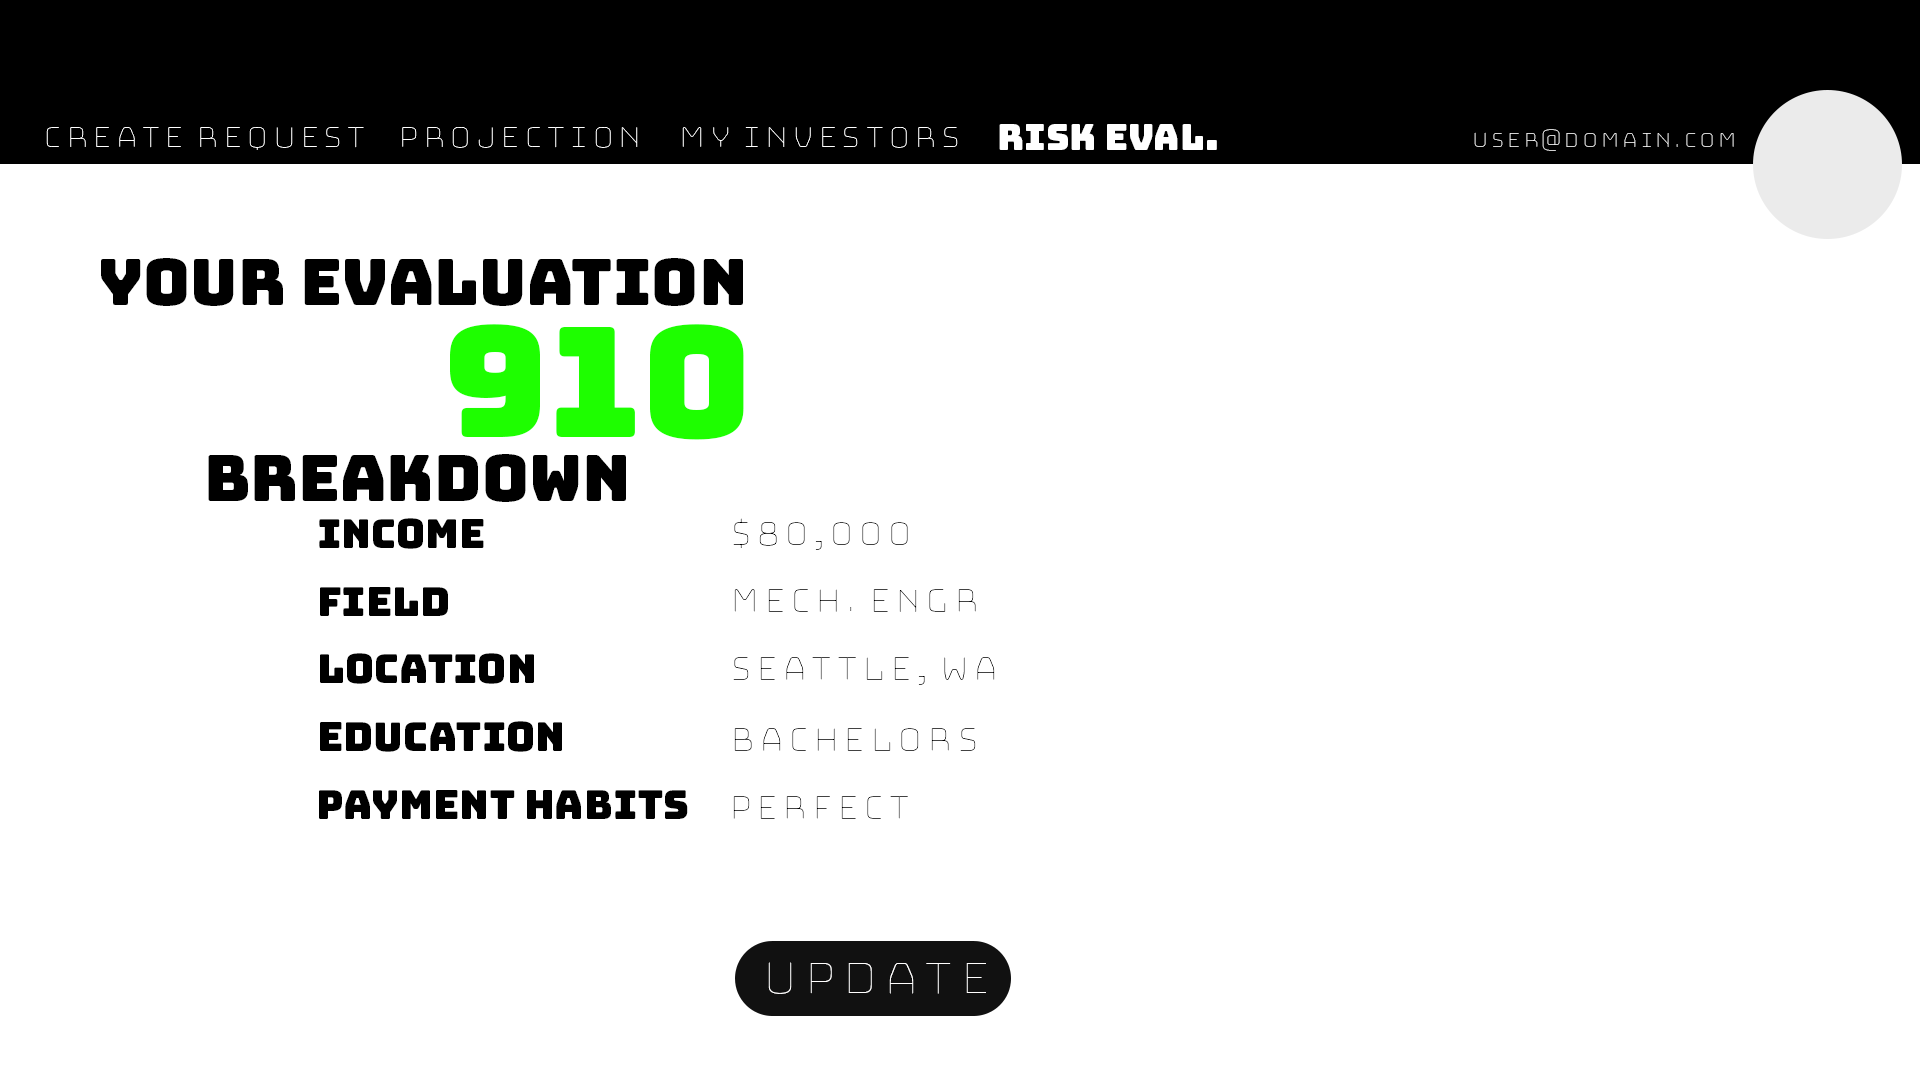 CREATE REQUEST PROJECTION MY INVESTORS RISK EVAL. USER@DOMAIN.COM
YOUR EVALUATION
910
BREAKDOWN
INCOME $80,000
FIELD MECH. ENGR
LOCATION SEATTLE, WA
EDUCATION BACHELORS
PAYMENT HABITS PERFECT
UPDATE